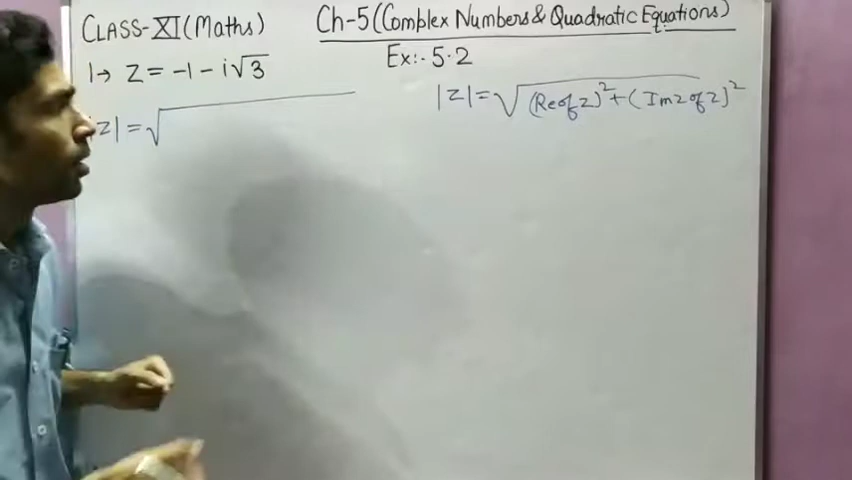 CLASS-XI(Maths)
Ch-5(Complex Numbers & Quadratic Equations)
Ex:- 5.2
1→ z = -1 - i√3
|z| = √(Re of z)²+(Imz of z)²
z| = √